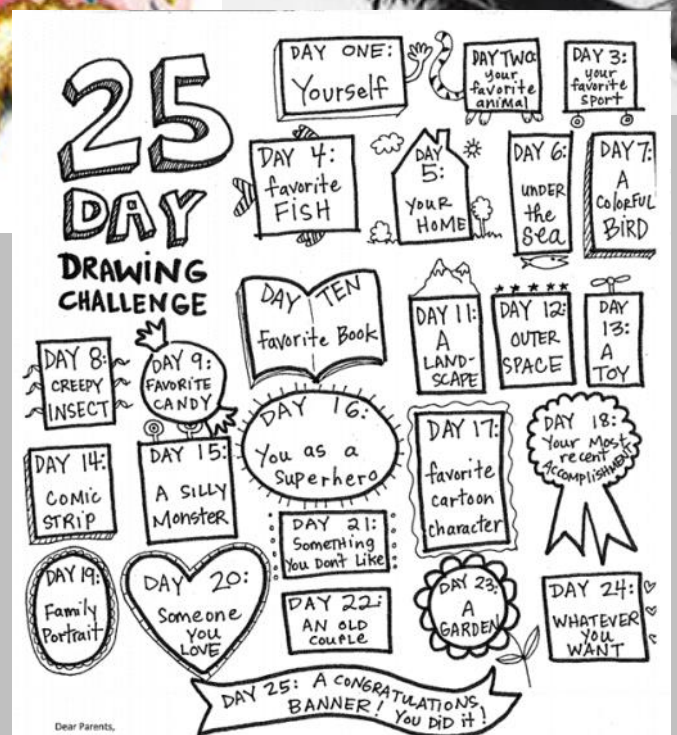 25
DAY
DRAWING
CHALLENGE
DAY ONE:
Yourself
DAY TWO:
your
favorite
animal
DAY 3:
your
favorite
sport
DAY 4:
favorite
FISH
DAY
5:
YOUR
HOME
DAY 6:
UNDER
the
sea
DAY 7:
A
COLORFUL
BIRD
DAY 8:
CREEPY
INSECT
DAY 9:
FAVORITE
CANDY
DAY TEN
Favorite Book
DAY 11:
A
LAND-
SCAPE
DAY 12:
OUTER
SPACE
DAY
13:
A
TOY
DAY 14:
COMIC
STRIP
DAY 15:
A SILLY
Monster
DAY 16:
You as a
Superhero
DAY 17:
favorite
cartoon
character
DAY 18:
Your Most
recent
ACCOMPLISHMENT
DAY 19:
Family
Portrait
DAY 20:
Someone
YOU
LOVE
DAY 21:
Something
You Don't Like
DAY 22:
AN OLD
COUPLE
DAY 23:
A
GARDEN
DAY 24:
WHATEVER
YOU
WANT
DAY 25: A CONGRATULATIONS
BANNER! YOU DID it!
Dear Parents,